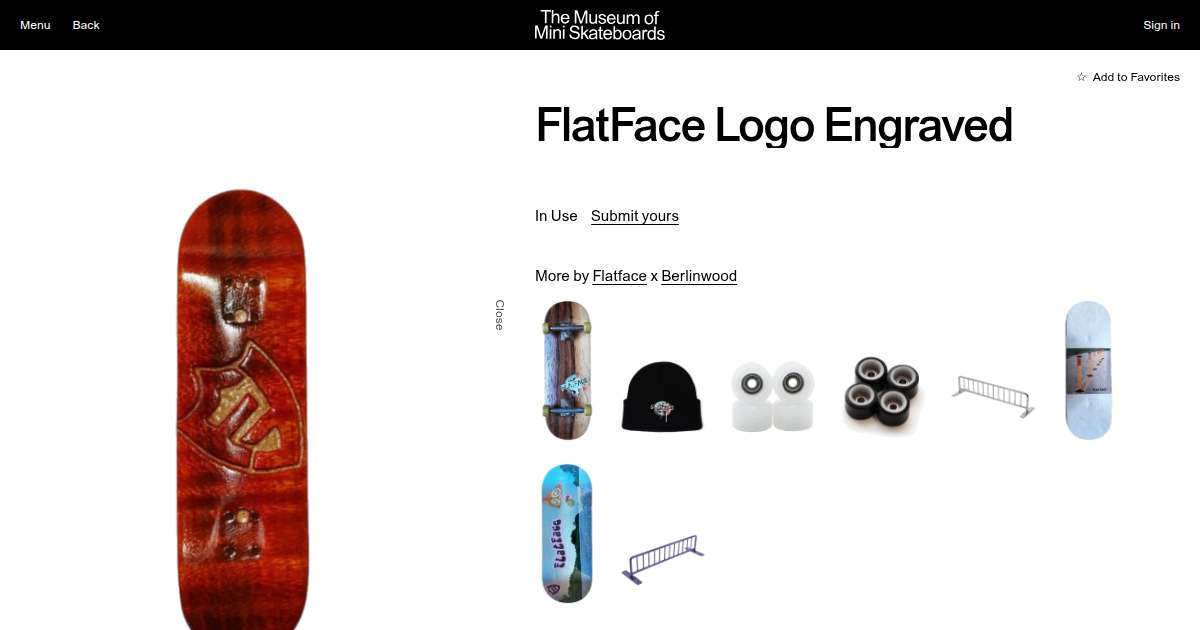 Menu
Back
The Museum of
Mini Skateboards
Sign in
☆ Add to Favorites
FlatFace Logo Engraved
In Use
Submit yours
More by Flatface x Berlinwood
Close
FlatFace